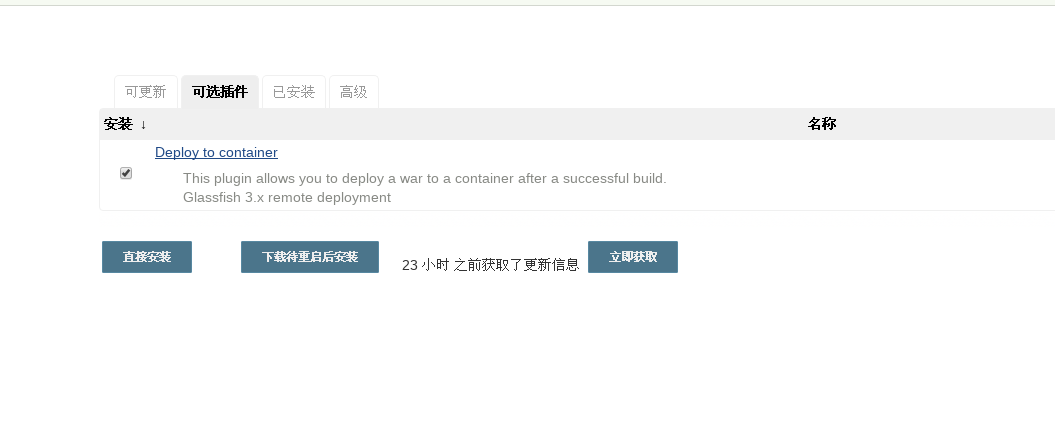 可更新 可选插件 已安装 高级
安装 ↓ 名称
Deploy to container
This plugin allows you to deploy a war to a container after a successful build.
Glassfish 3.x remote deployment
直接安装 下载待重启后安装 23 小时 之前获取了更新信息 立即获取